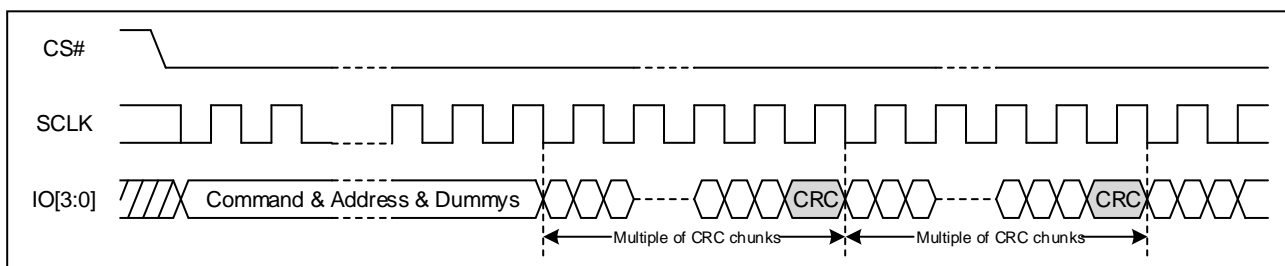 CS#
SCLK
IO[3:0] Command & Address & Dummys CRC CRC
Multiple of CRC chunks Multiple of CRC chunks